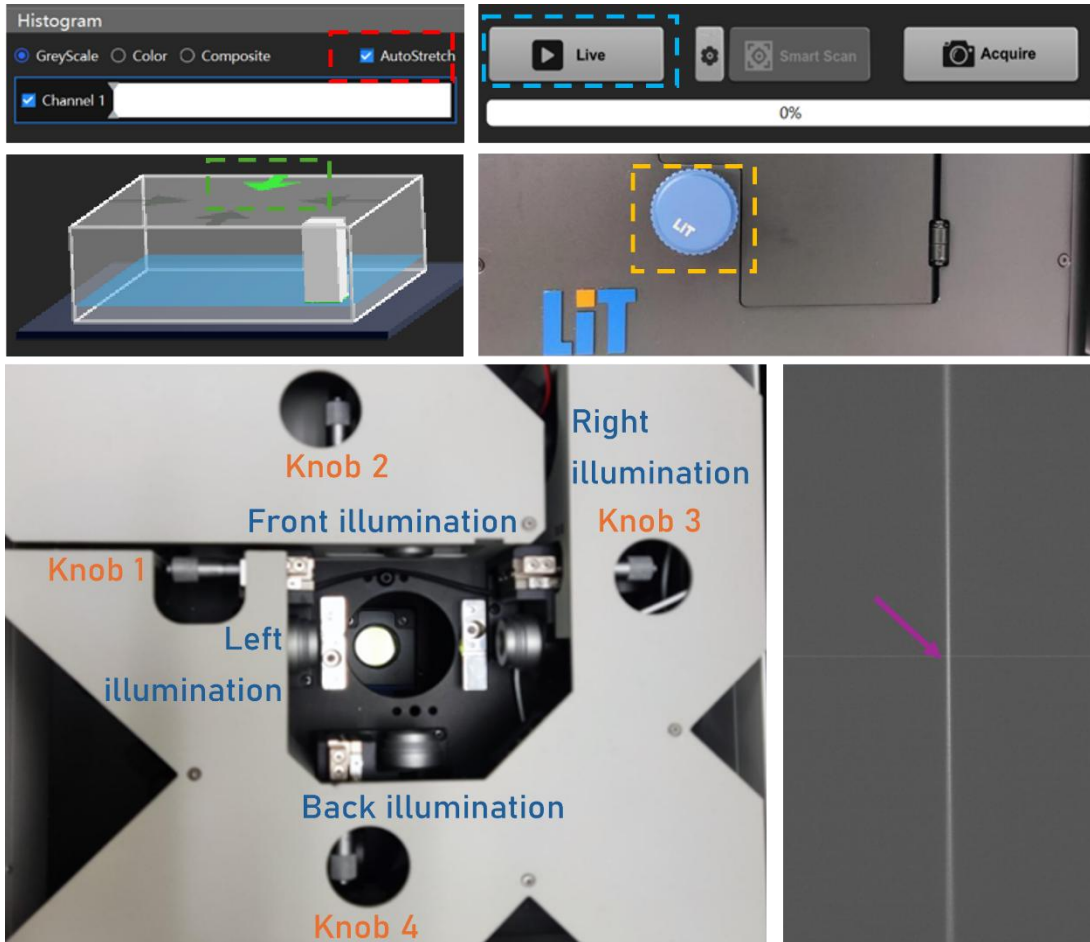 Histogram
GreyScale Color Composite AutoStretch
Channel 1
Live Smart Scan Acquire
0%
LiT
LiT
Knob 2
Right
illumination
Front illumination
Knob 3
Knob 1
Left
illumination
Back illumination
Knob 4